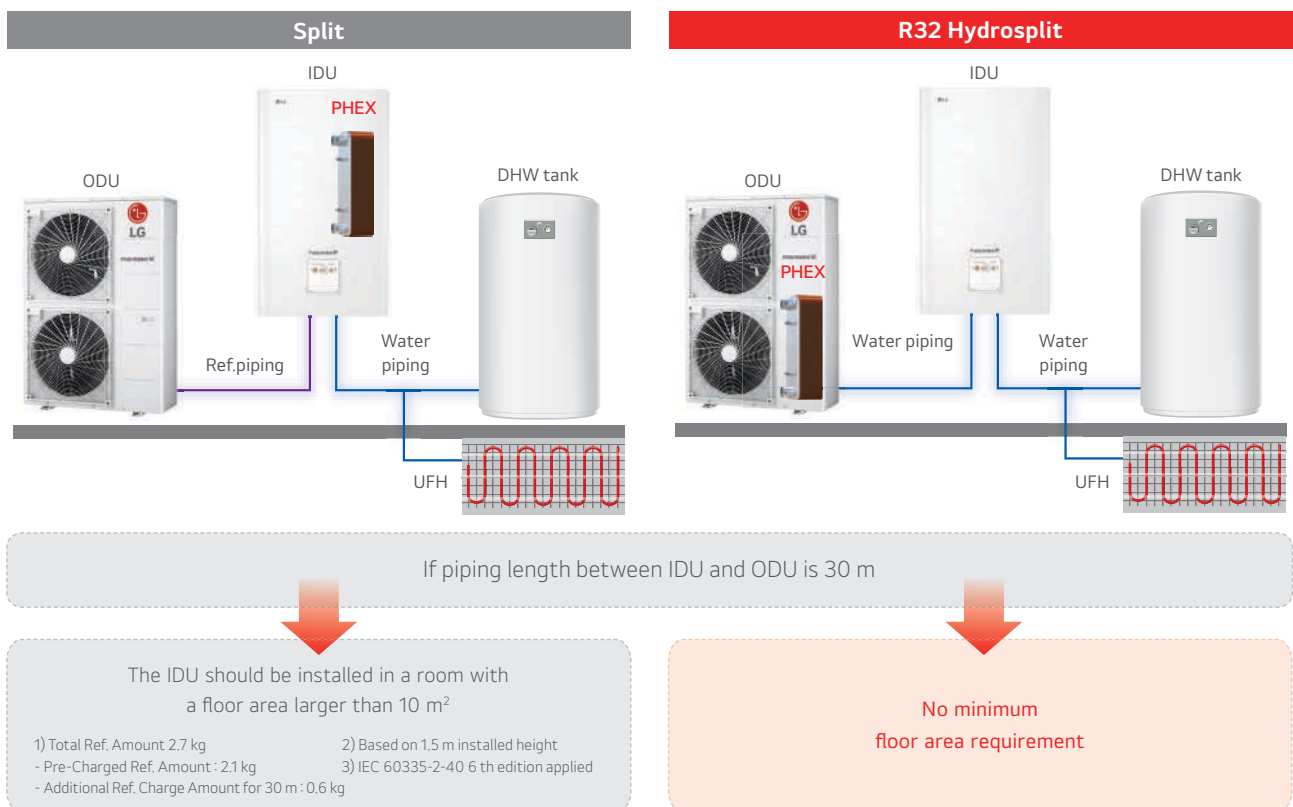 Split
IDU
PHEX
ODU
LG
DHW tank
Ref.piping
Water
piping
UFH
R32 Hydrosplit
IDU
ODU
LG
PHEX
DHW tank
Water piping
Water
piping
UFH
If piping length between IDU and ODU is 30 m
The IDU should be installed in a room with
a floor area larger than 10 m²
1) Total Ref. Amount 2.7 kg
- Pre-Charged Ref. Amount : 2.1 kg
- Additional Ref. Charge Amount for 30 m : 0.6 kg
2) Based on 1.5 m installed height
3) IEC 60335-2-40 6 th edition applied
No minimum
floor area requirement